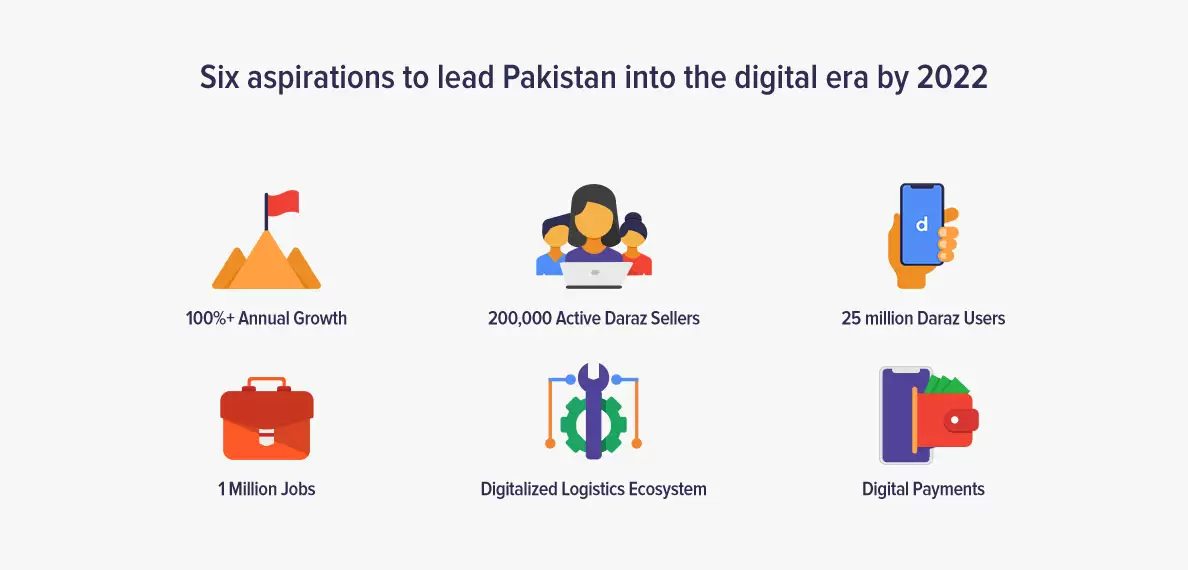 Six aspirations to lead Pakistan into the digital era by 2022
d
100%+ Annual Growth
200,000 Active Daraz Sellers
25 million Daraz Users
1 Million Jobs
Digitalized Logistics Ecosystem
Digital Payments